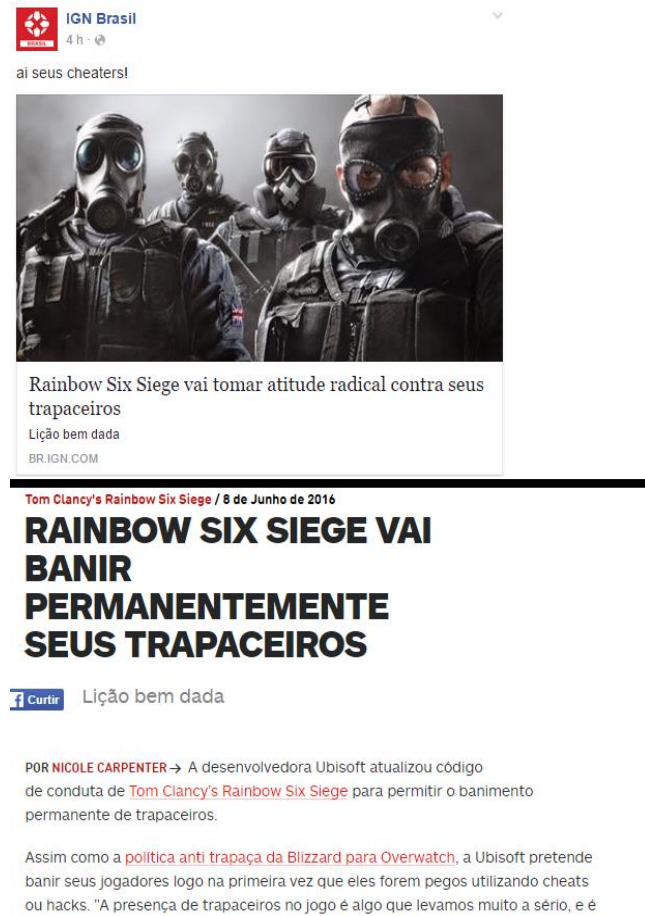 IGN Brasil
BRASIL
4 h
ai seus cheaters!
Rainbow Six Siege vai tomar atitude radical contra seus
trapaceiros
Lição bem dada
BR.IGN.COM
Tom Clancy's Rainbow Six Siege / 8 de Junho de 2016
RAINBOW SIX SIEGE VAI
BANIR
PERMANENTEMENTE
SEUS TRAPACEIROS
f Curtir Lição bem dada
POR NICOLE CARPENTER → A desenvolvedora Ubisoft atualizou código
de conduta de Tom Clancy's Rainbow Six Siege para permitir o banimento
permanente de trapaceiros.
Assim como a política anti trapaça da Blizzard para Overwatch, a Ubisoft pretende
banir seus jogadores logo na primeira vez que eles forem pegos utilizando cheats
ou hacks. "A presença de trapaceiros no jogo é algo que levamos muito a sério, e é